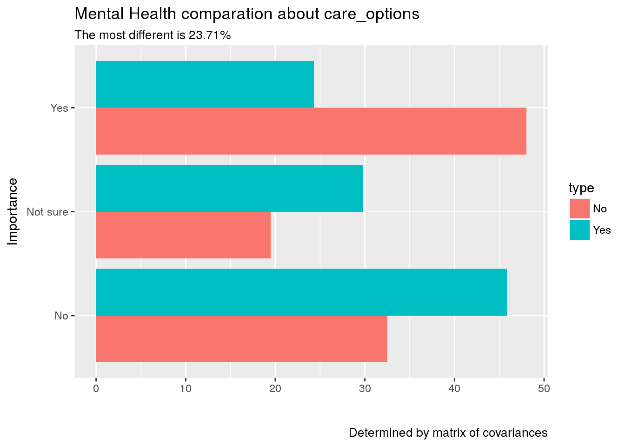 Mental Health comparation about care_options
The most different is 23.71%
Importance
Yes
Not sure
No
0 10 20 30 40 50
Determined by matrix of covariances
type
No
Yes